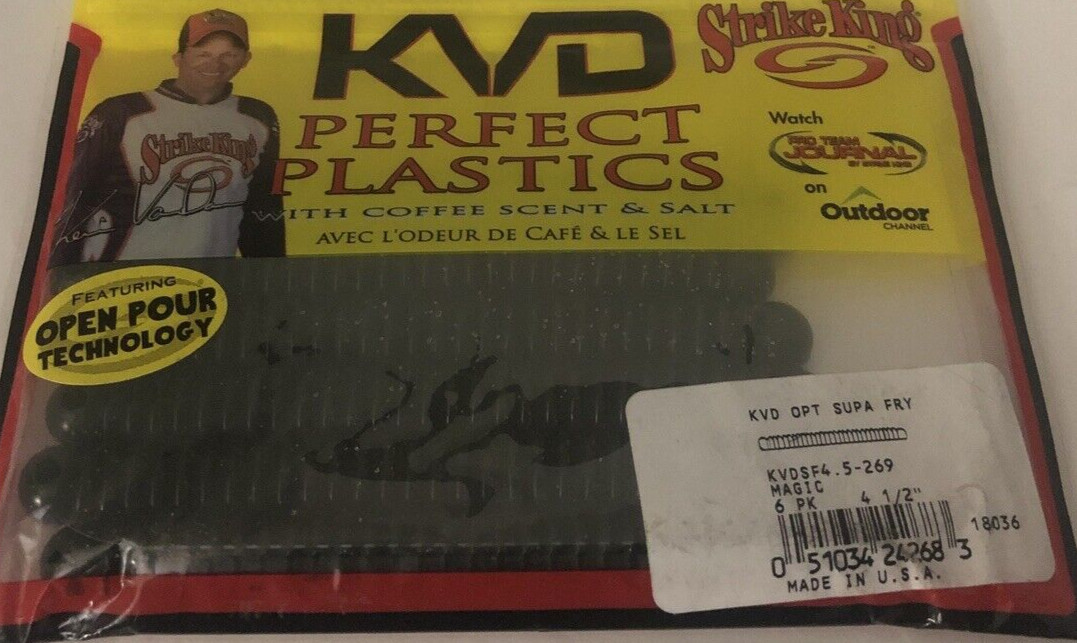 KVD
Strike King
PERFECT
PLASTICS
WITH COFFEE SCENT & SALT
AVEC L'ODEUR DE CAFÉ & LE SEL
Strike King
Watch
PRO TEAM
JOURNAL
on
Outdoor
CHANNEL
FEATURING
OPEN POUR
TECHNOLOGY
KVD OPT SUPA FRY
KVDSF4.5-269
MAGIC
6 PK 4 1/2"
18036
0 51034 24268 3
MADE IN U.S.A.